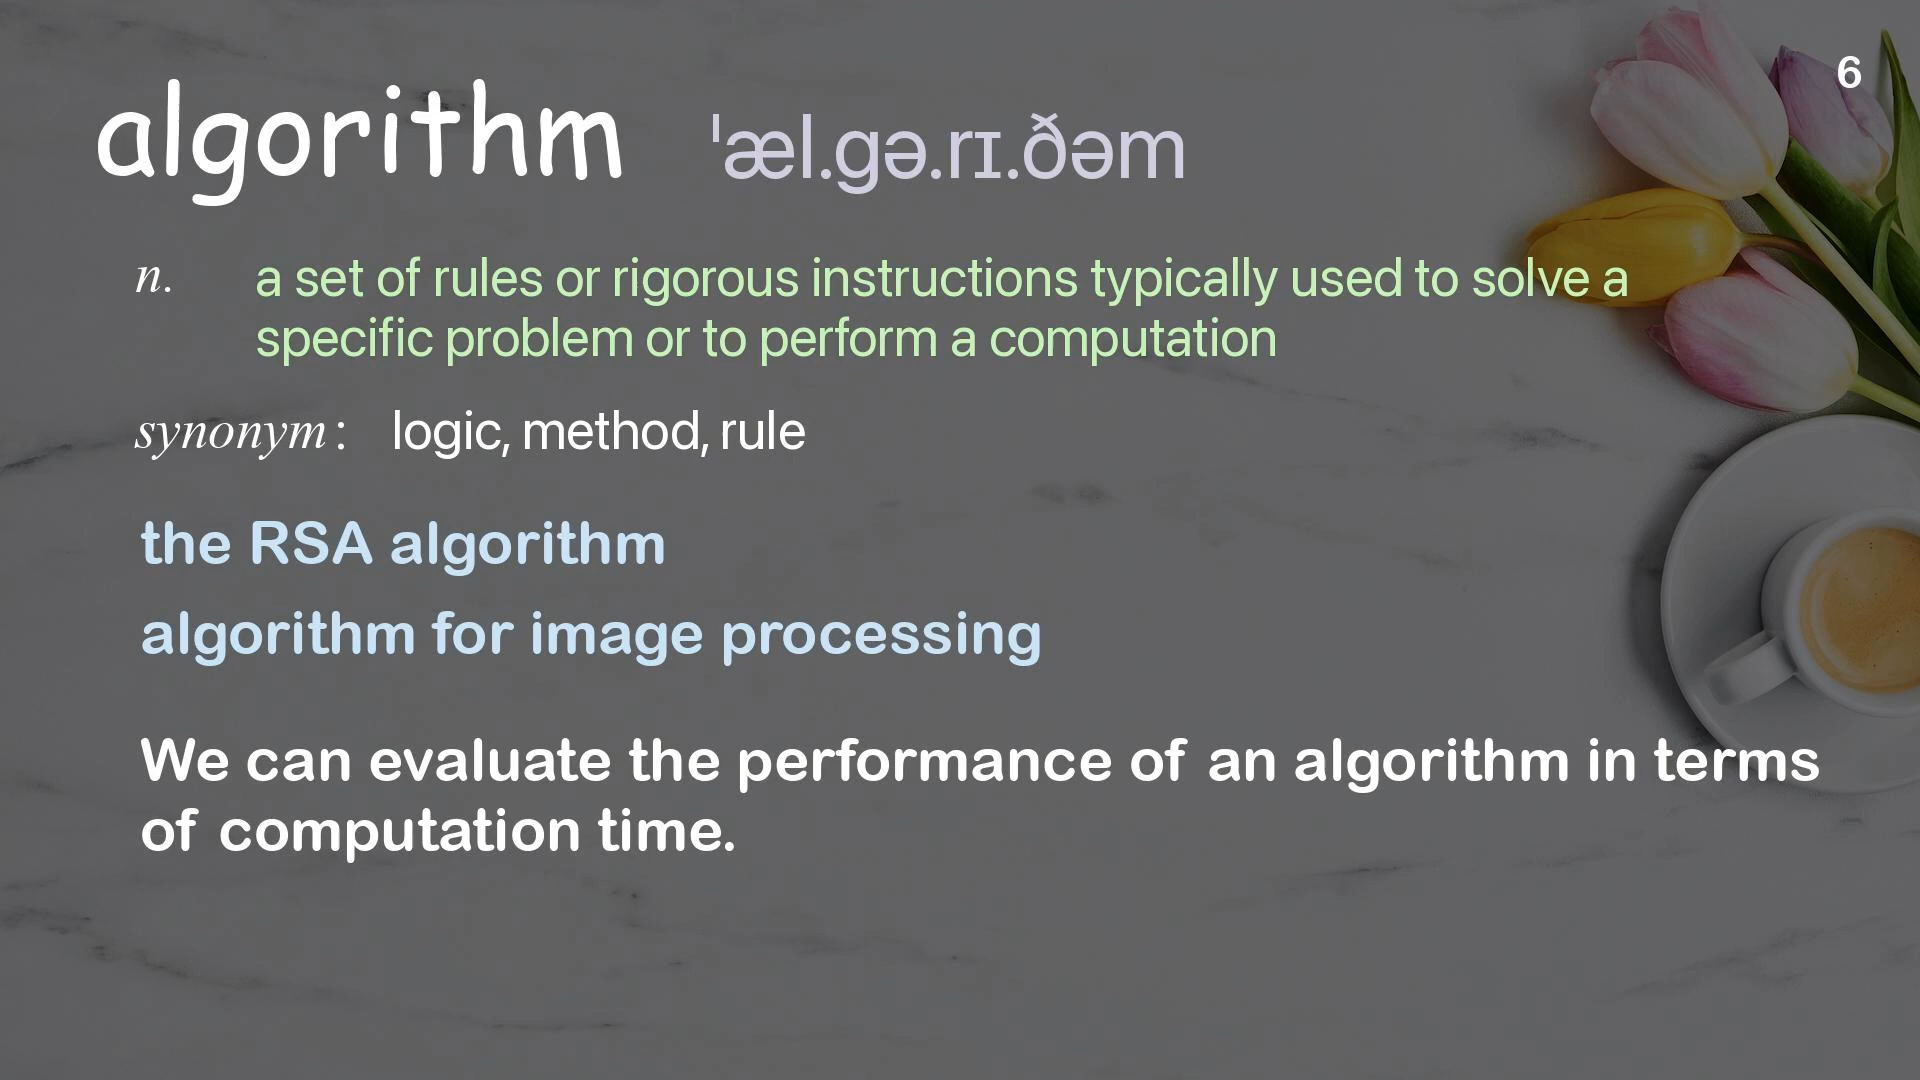 6
algorithm ˈæl.gə.rɪ.ðəm
n. a set of rules or rigorous instructions typically used to solve a
specific problem or to perform a computation
synonym: logic, method, rule
the RSA algorithm
algorithm for image processing
We can evaluate the performance of an algorithm in terms
of computation time.